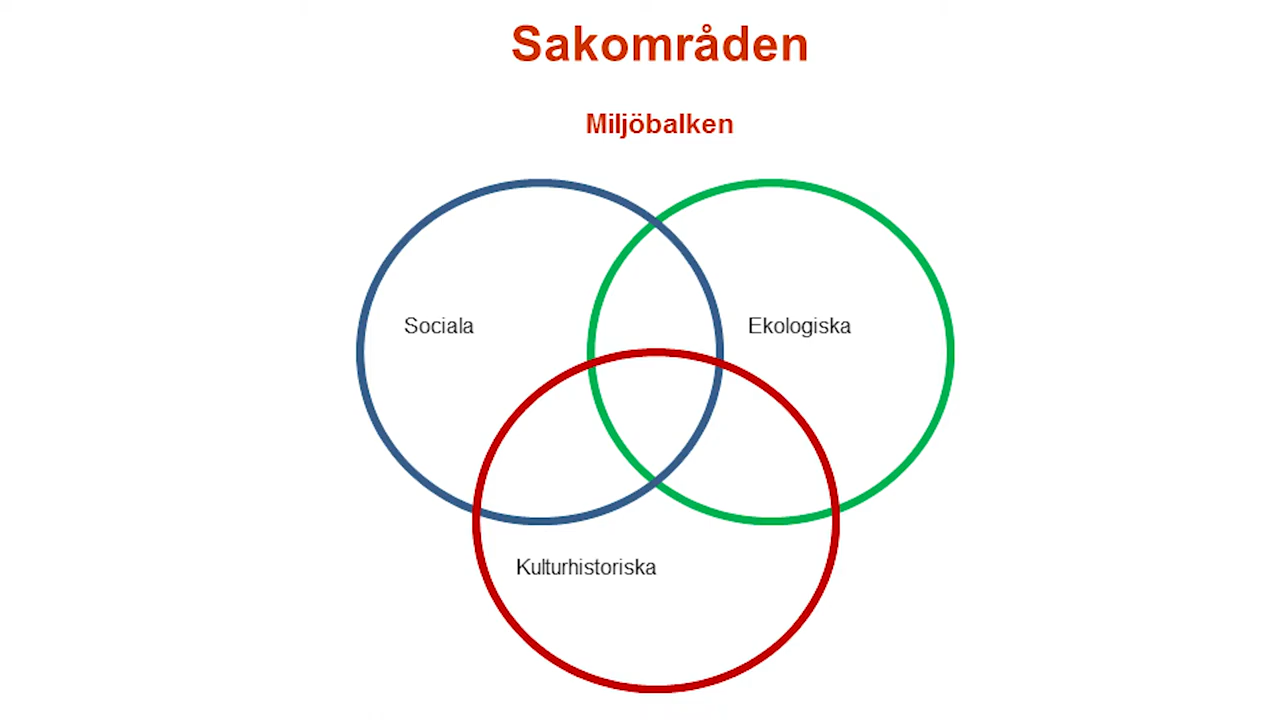 Sakområden
Miljöbalken
Sociala
Ekologiska
Kulturhistoriska